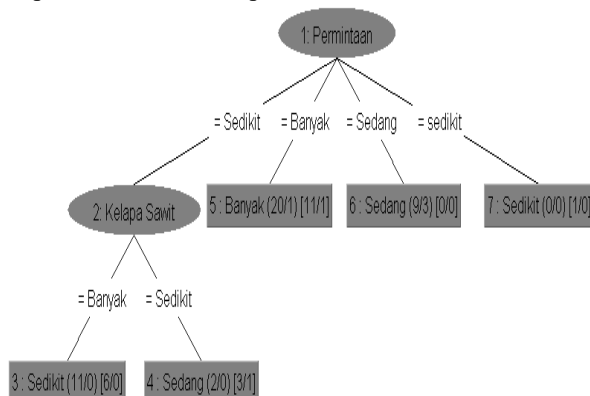 1: Permintaan
= Sedikit = Banyak = Sedang = sedikit
2: Kelapa Sawit
5 : Banyak (20/1) [11/1]
6 : Sedang (9/3) [0/0]
7 : Sedikit (0/0) [1/0]
= Banyak = Sedikit
3 : Sedikit (11/0) [6/0]
4 : Sedang (2/0) [3/1]